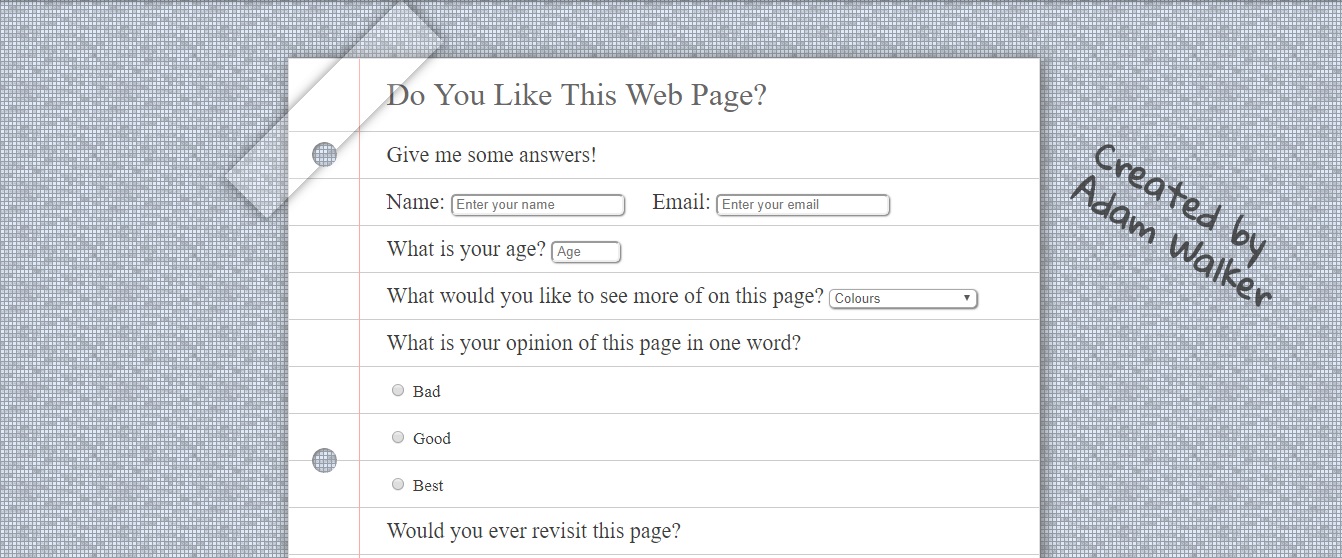 Do You Like This Web Page?
Give me some answers!
Name: Enter your name Email: Enter your email
What is your age? Age
What would you like to see more of on this page? Colours
What is your opinion of this page in one word?
Bad
Good
Best
Would you ever revisit this page?
Created by
Adam Walker